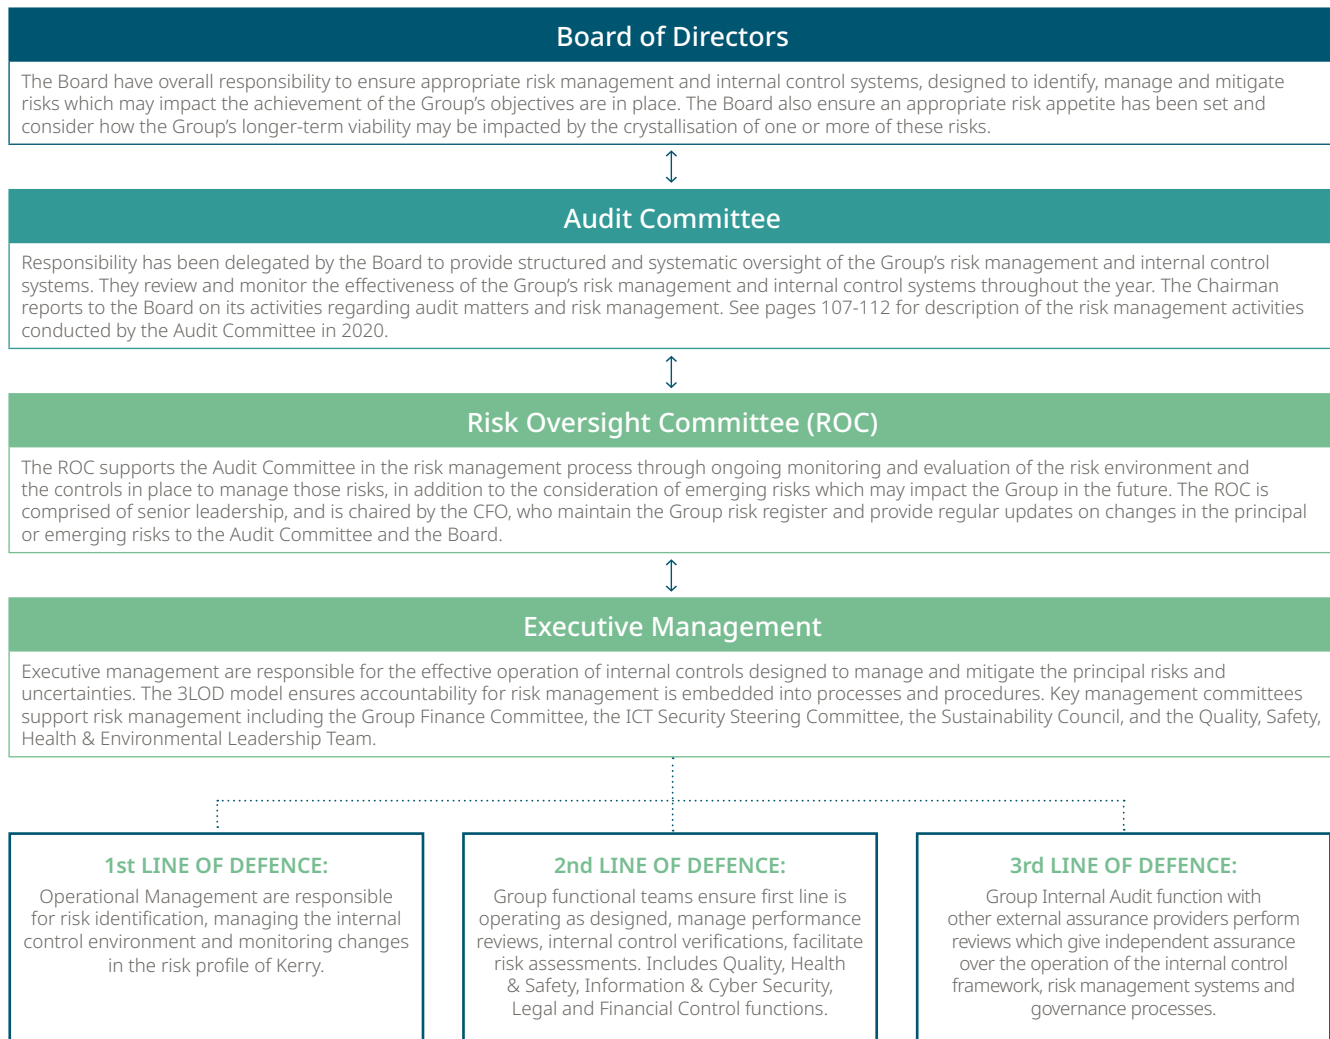 Board of Directors
The Board have overall responsibility to ensure appropriate risk management and internal control systems, designed to identify, manage and mitigate
risks which may impact the achievement of the Group's objectives are in place. The Board also ensure an appropriate risk appetite has been set and
consider how the Group's longer-term viability may be impacted by the crystallisation of one or more of these risks.
Audit Committee
Responsibility has been delegated by the Board to provide structured and systematic oversight of the Group's risk management and internal control
systems. They review and monitor the effectiveness of the Group's risk management and internal control systems throughout the year. The Chairman
reports to the Board on its activities regarding audit matters and risk management. See pages 107-112 for description of the risk management activities
conducted by the Audit Committee in 2020.
Risk Oversight Committee (ROC)
The ROC supports the Audit Committee in the risk management process through ongoing monitoring and evaluation of the risk environment and
the controls in place to manage those risks, in addition to the consideration of emerging risks which may impact the Group in the future. The ROC is
comprised of senior leadership, and is chaired by the CFO, who maintain the Group risk register and provide regular updates on changes in the principal
or emerging risks to the Audit Committee and the Board.
Executive Management
Executive management are responsible for the effective operation of internal controls designed to manage and mitigate the principal risks and
uncertainties. The 3LOD model ensures accountability for risk management is embedded into processes and procedures. Key management committees
support risk management including the Group Finance Committee, the ICT Security Steering Committee, the Sustainability Council, and the Quality, Safety,
Health & Environmental Leadership Team.
1st LINE OF DEFENCE:
Operational Management are responsible
for risk identification, managing the internal
control environment and monitoring changes
in the risk profile of Kerry.
2nd LINE OF DEFENCE:
Group functional teams ensure first line is
operating as designed, manage performance
reviews, internal control verifications, facilitate
risk assessments. Includes Quality, Health
& Safety, Information & Cyber Security,
Legal and Financial Control functions.
3rd LINE OF DEFENCE:
Group Internal Audit function with
other external assurance providers perform
reviews which give independent assurance
over the operation of the internal control
framework, risk management systems and
governance processes.